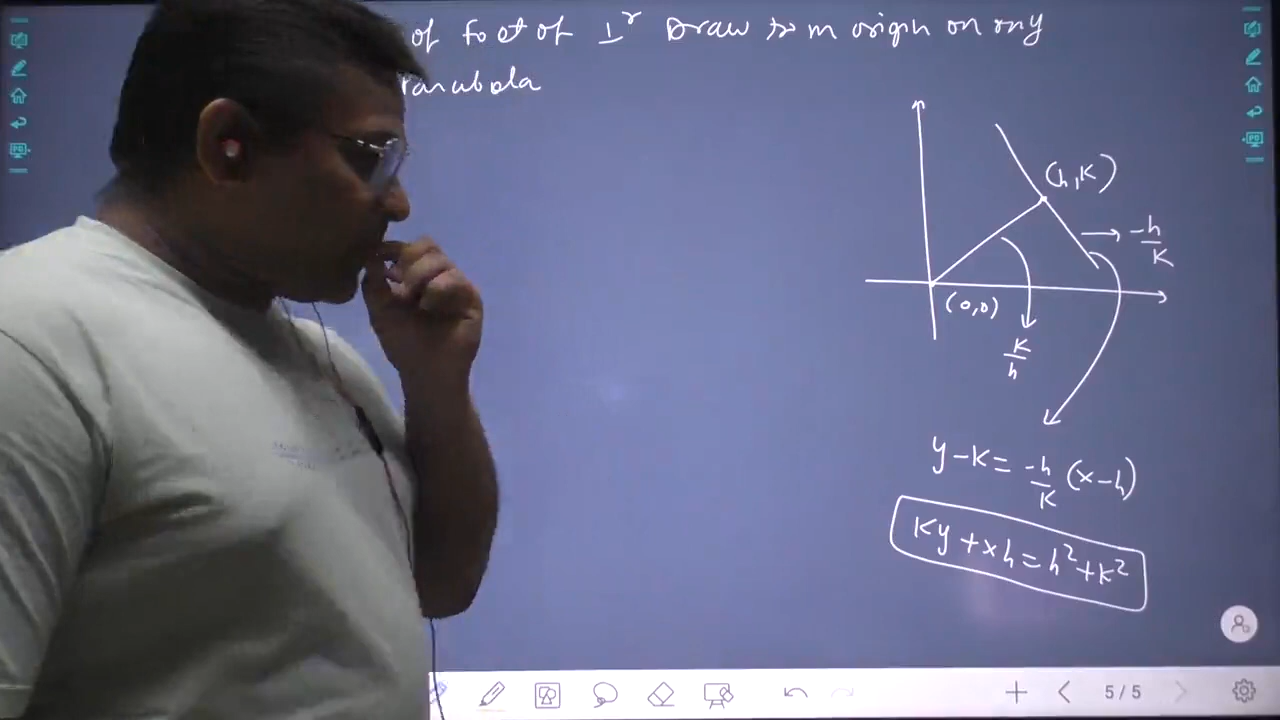 of foot of ⊥ʳ Draw from origin on any
Parabola
(h,K)
-h/K
(0,0)
K/h
y-K = -h/K (x-h)
Ky + xh = h² + K²
5 / 5